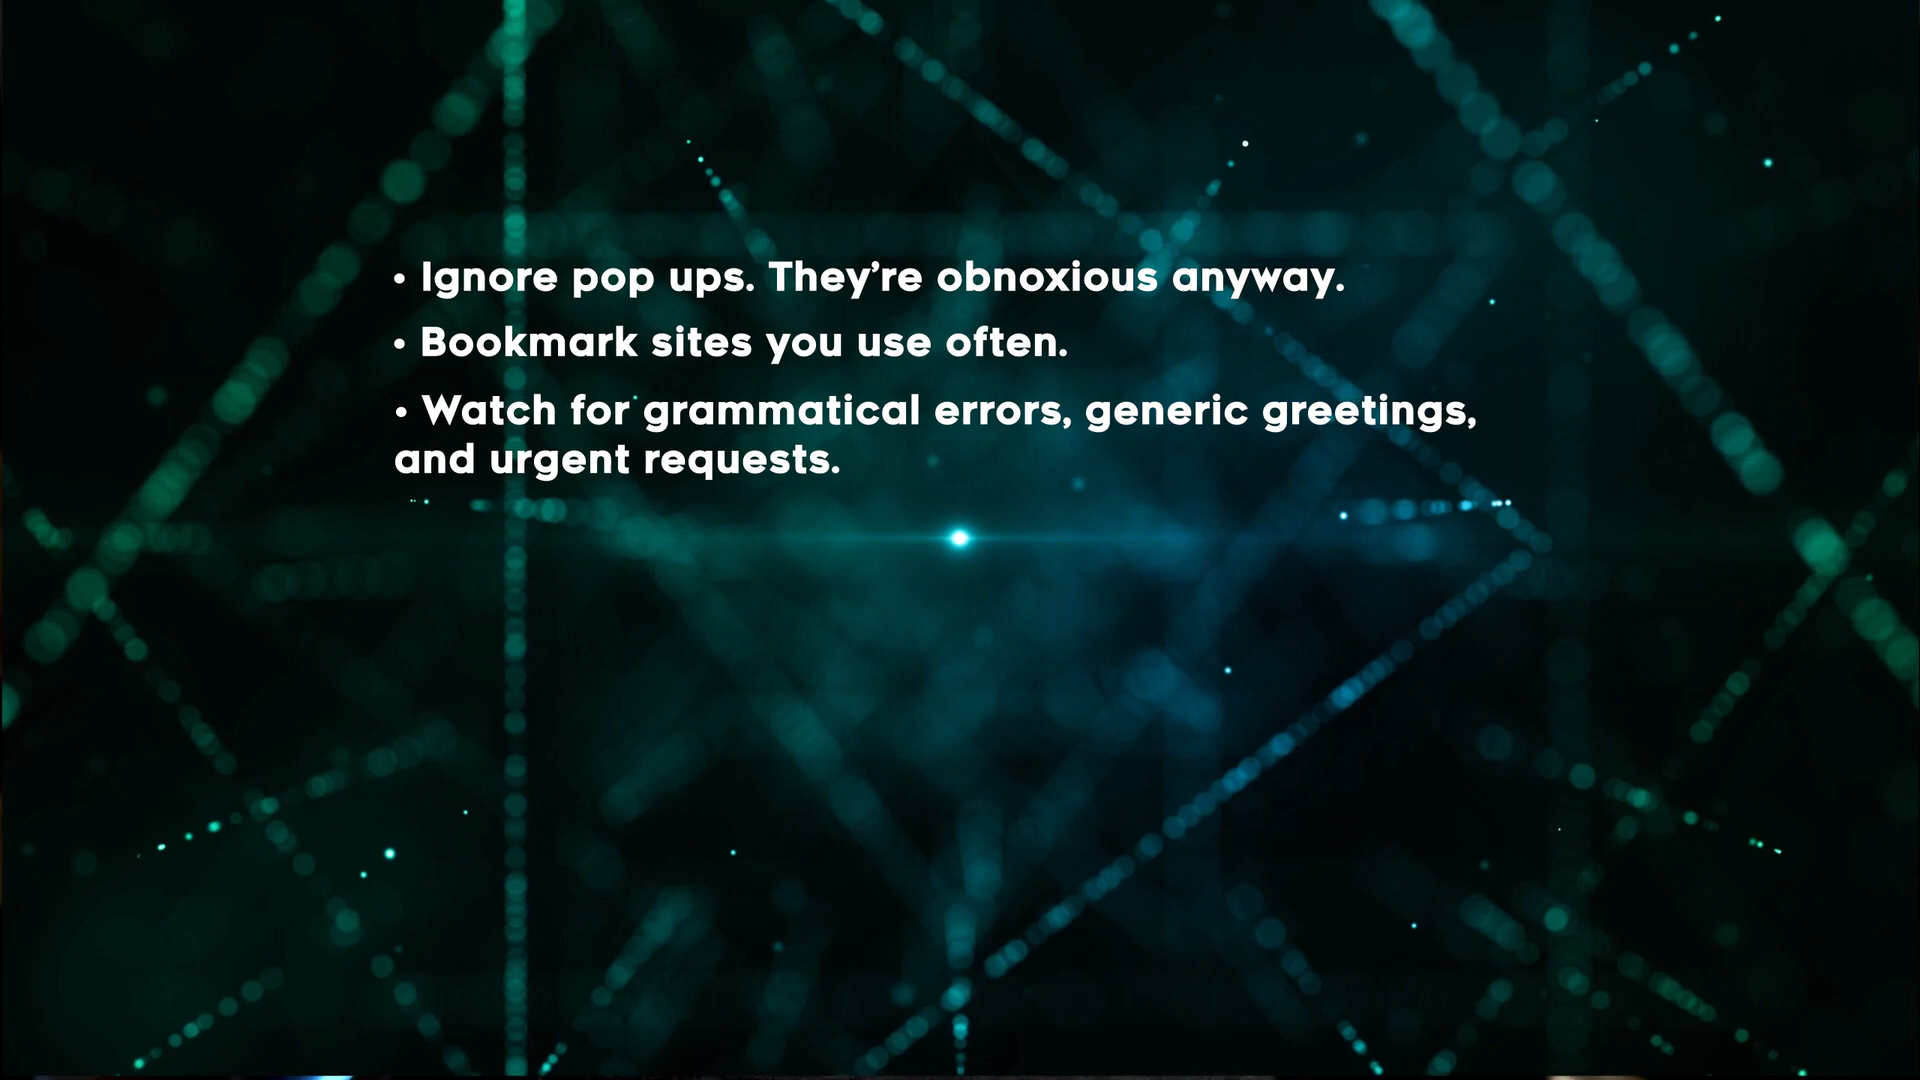 • Ignore pop ups. They’re obnoxious anyway.
• Bookmark sites you use often.
• Watch for grammatical errors, generic greetings,
and urgent requests.